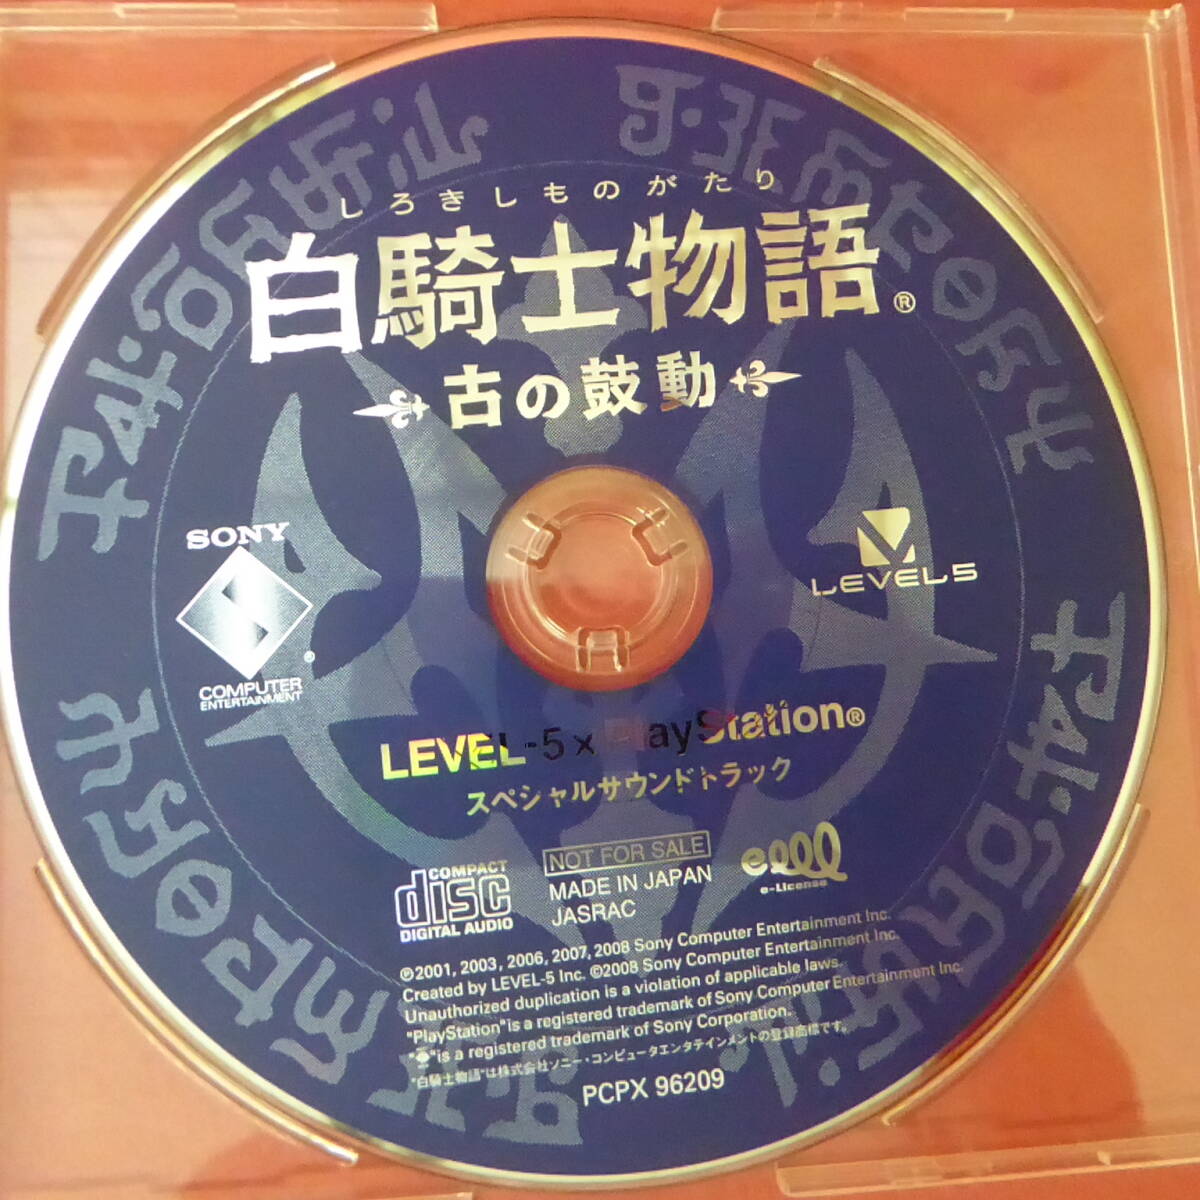 しろきしものがたり
白騎士物語®
古の鼓動
SONY
COMPUTER
ENTERTAINMENT
LEVEL5
LEVEL-5 x PlayStation®
スペシャルサウンドトラック
COMPACT
disc
DIGITAL AUDIO
NOT FOR SALE
MADE IN JAPAN
JASRAC
e-License
℗2001, 2003, 2006, 2007, 2008 Sony Computer Entertainment Inc.
Created by LEVEL-5 Inc. ©2008 Sony Computer Entertainment Inc.
Unauthorized duplication is a violation of applicable laws.
"PlayStation" is a registered trademark of Sony Computer Entertainment Inc.
" " is a registered trademark of Sony Corporation.
"白騎士物語"は株式会社ソニー・コンピュータエンタテインメントの登録商標です。
PCPX 96209